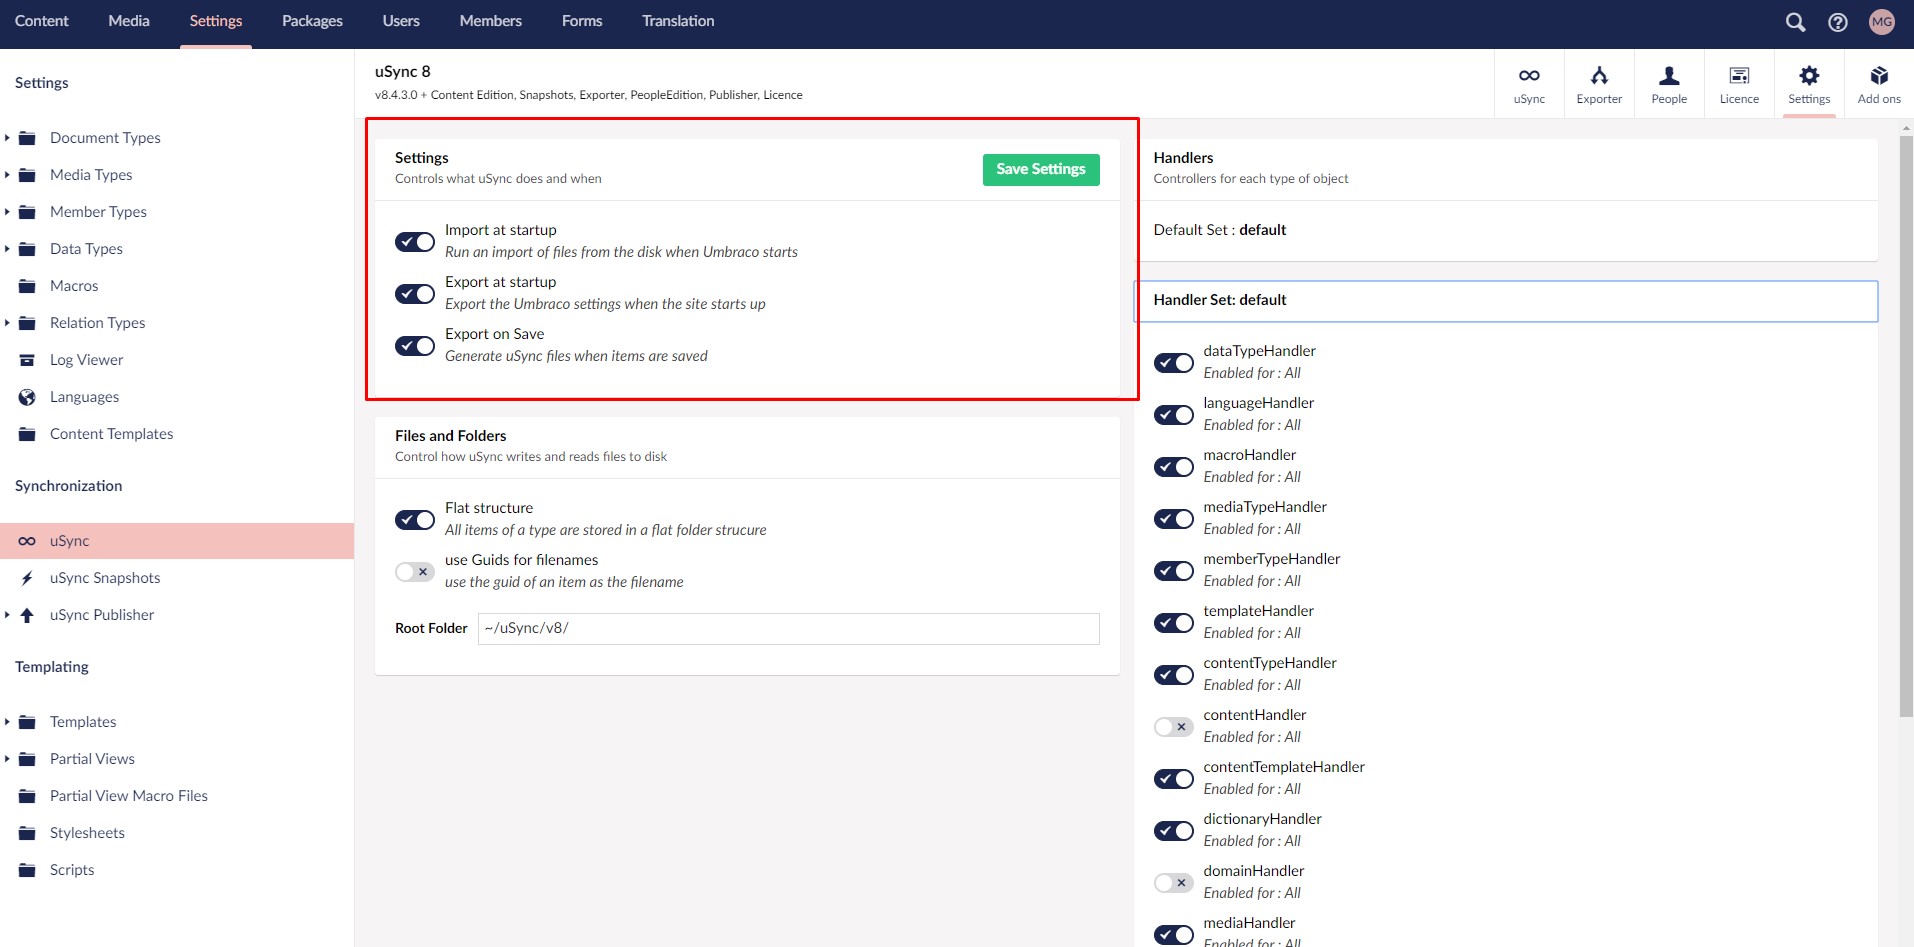 Content Media Settings Packages Users Members Forms Translation MG
Settings
Document Types
Media Types
Member Types
Data Types
Macros
Relation Types
Log Viewer
Languages
Content Templates
Synchronization
uSync
uSync Snapshots
uSync Publisher
Templating
Templates
Partial Views
Partial View Macro Files
Stylesheets
Scripts
uSync 8
v8.4.3.0 + Content Edition, Snapshots, Exporter, PeopleEdition, Publisher, Licence
uSync Exporter People Licence Settings Add ons
Settings
Controls what uSync does and when
Save Settings
Import at startup
Run an import of files from the disk when Umbraco starts
Export at startup
Export the Umbraco settings when the site starts up
Export on Save
Generate uSync files when items are saved
Files and Folders
Control how uSync writes and reads files to disk
Flat structure
All items of a type are stored in a flat folder strucure
use Guids for filenames
use the guid of an item as the filename
Root Folder ~/uSync/v8/
Handlers
Controllers for each type of object
Default Set : default
Handler Set: default
dataTypeHandler
Enabled for : All
languageHandler
Enabled for : All
macroHandler
Enabled for : All
mediaTypeHandler
Enabled for : All
memberTypeHandler
Enabled for : All
templateHandler
Enabled for : All
contentTypeHandler
Enabled for : All
contentHandler
Enabled for : All
contentTemplateHandler
Enabled for : All
dictionaryHandler
Enabled for : All
domainHandler
Enabled for : All
mediaHandler
Enabled for : All